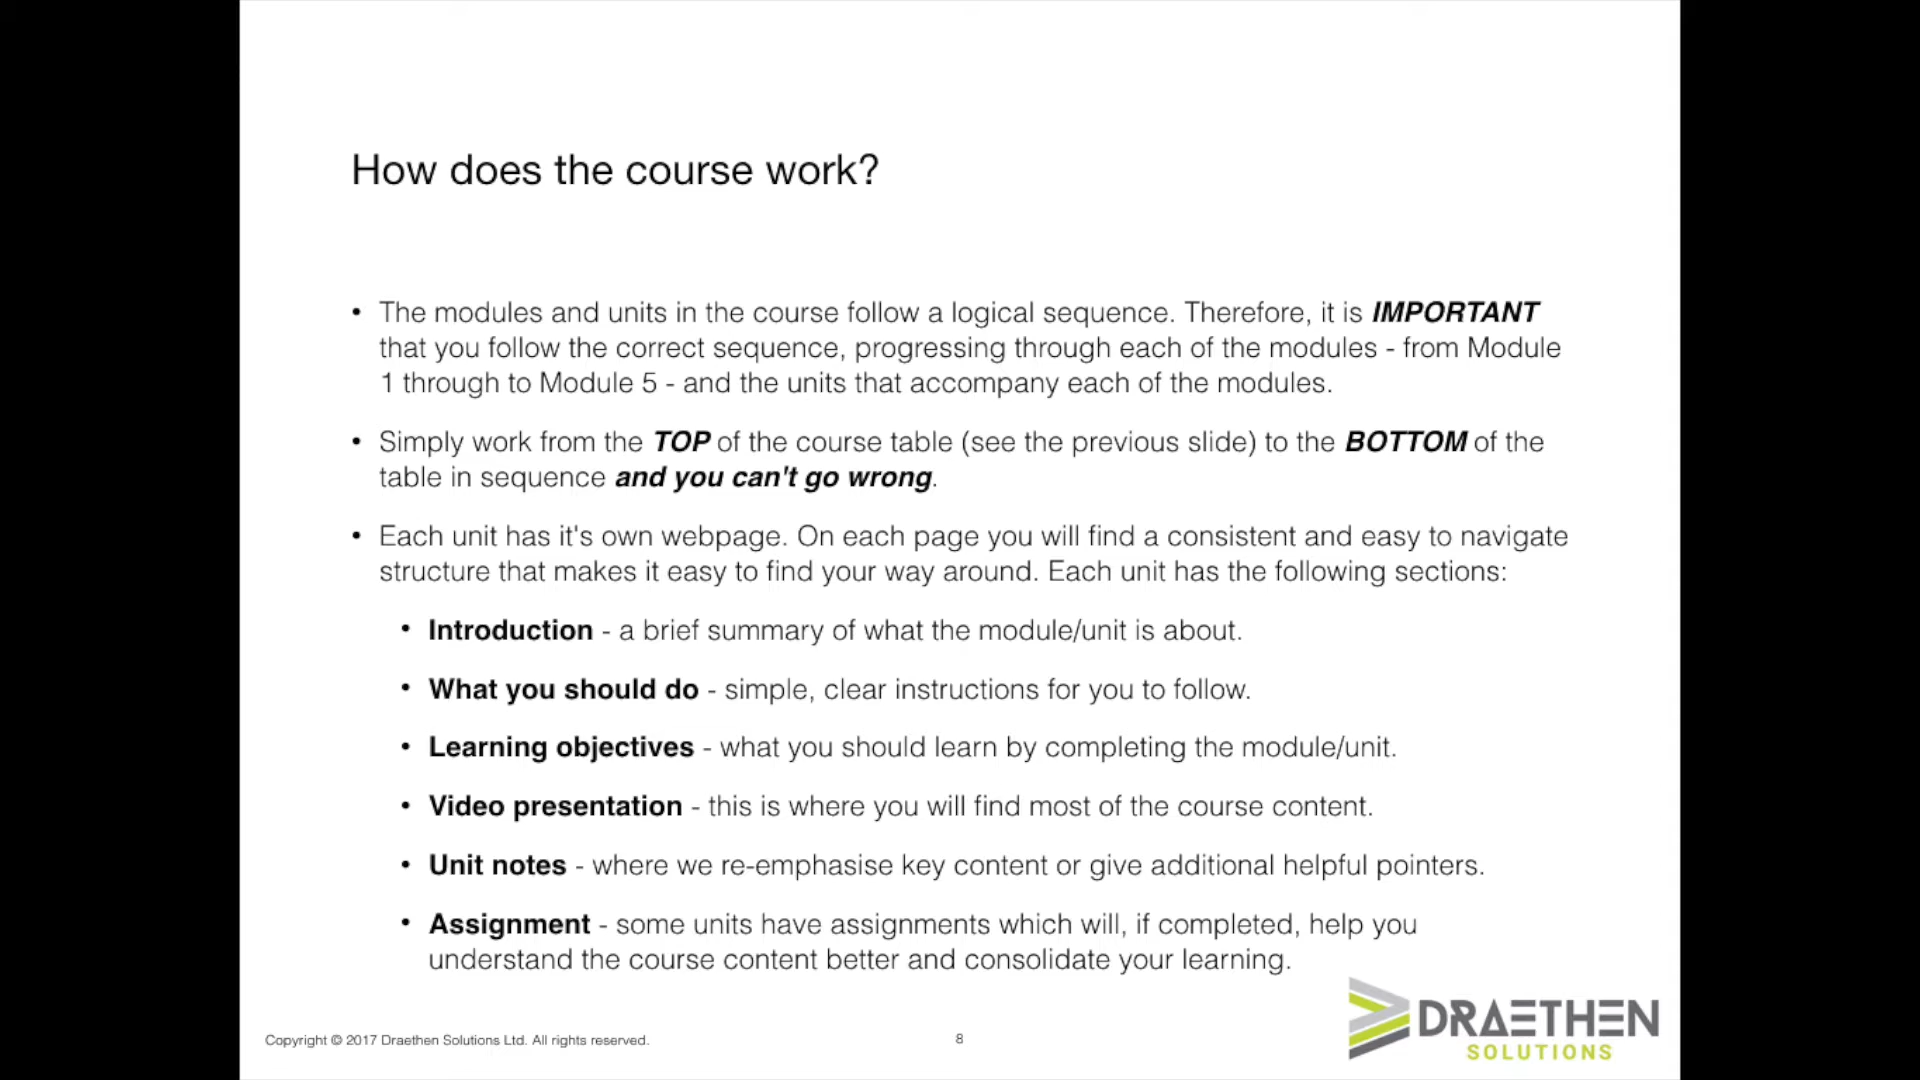 How does the course work?
• The modules and units in the course follow a logical sequence. Therefore, it is IMPORTANT
that you follow the correct sequence, progressing through each of the modules - from Module
1 through to Module 5 - and the units that accompany each of the modules.
• Simply work from the TOP of the course table (see the previous slide) to the BOTTOM of the
table in sequence and you can't go wrong.
• Each unit has it's own webpage. On each page you will find a consistent and easy to navigate
structure that makes it easy to find your way around. Each unit has the following sections:
• Introduction - a brief summary of what the module/unit is about.
• What you should do - simple, clear instructions for you to follow.
• Learning objectives - what you should learn by completing the module/unit.
• Video presentation - this is where you will find most of the course content.
• Unit notes - where we re-emphasise key content or give additional helpful pointers.
• Assignment - some units have assignments which will, if completed, help you
understand the course content better and consolidate your learning.
Copyright © 2017 Draethen Solutions Ltd. All rights reserved.
8
DRAETHEN
SOLUTIONS